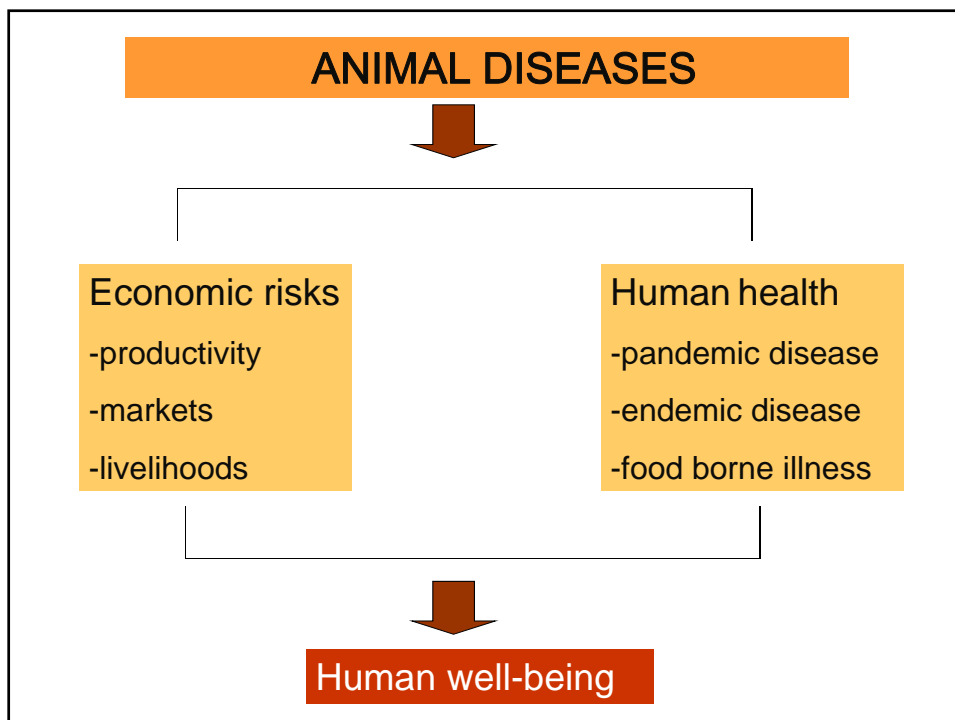 ANIMAL DISEASES
Economic risks
-productivity
-markets
-livelihoods
Human health
-pandemic disease
-endemic disease
-food borne illness
Human well-being